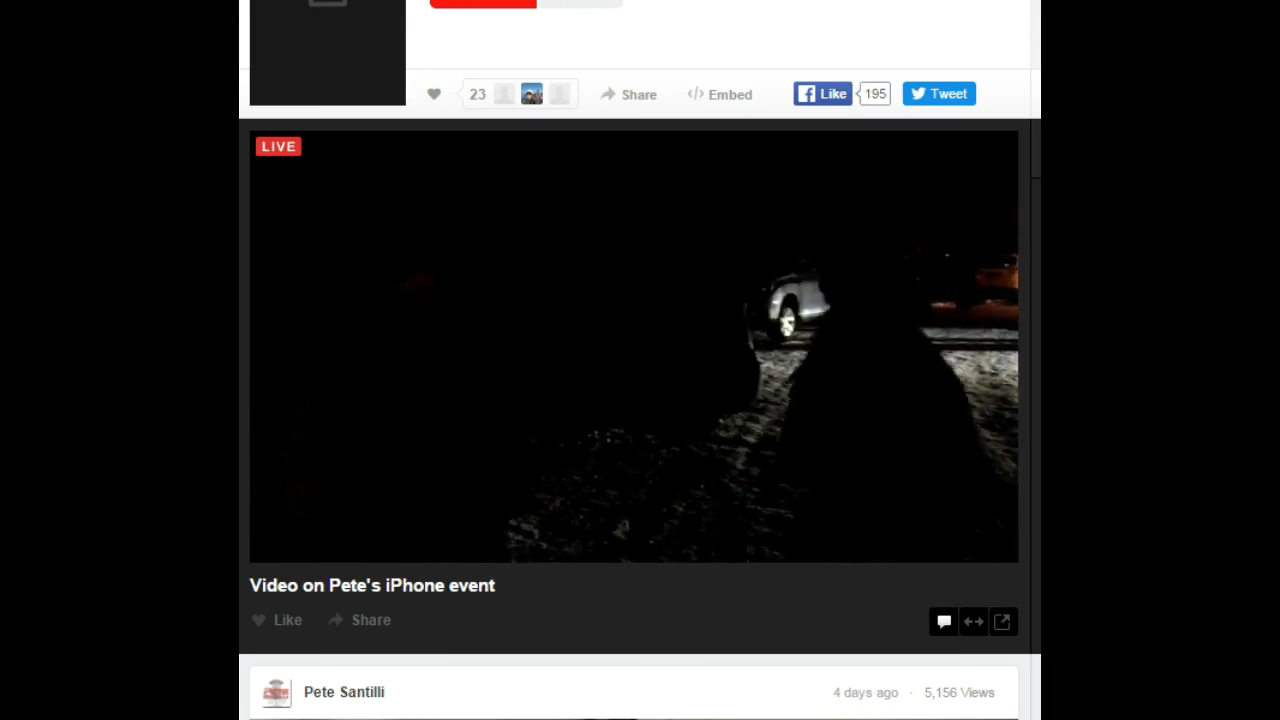 23
Share
Embed
Like
195
Tweet
LIVE
Video on Pete's iPhone event
Like
Share
Pete Santilli
4 days ago · 5,156 Views